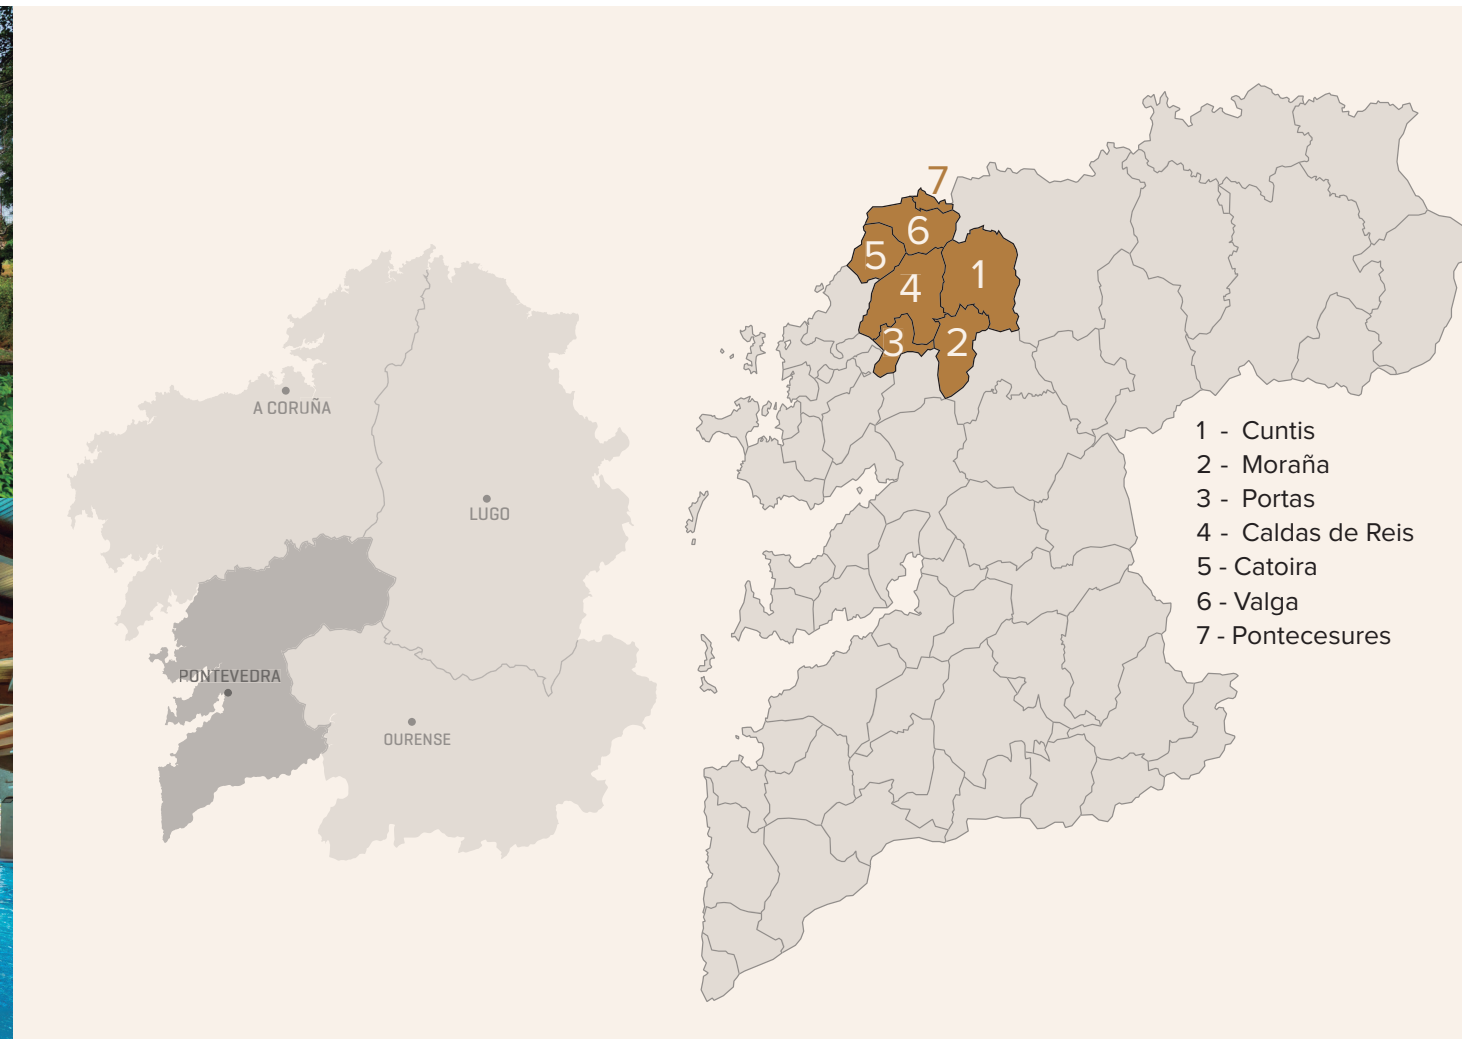 A CORUÑA
LUGO
PONTEVEDRA
OURENSE
7
6
5
1
4
3
2
1 - Cuntis
2 - Moraña
3 - Portas
4 - Caldas de Reis
5 - Catoira
6 - Valga
7 - Pontecesures